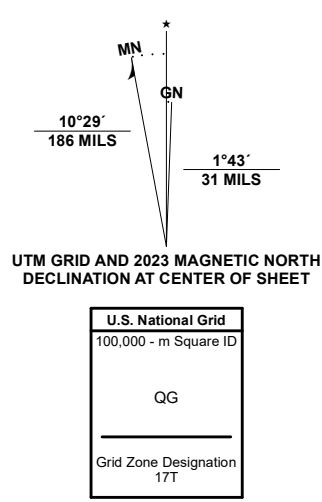 ★
MN
GN
10°29´
186 MILS
1°43´
31 MILS
UTM GRID AND 2023 MAGNETIC NORTH
DECLINATION AT CENTER OF SHEET
U.S. National Grid
100,000 - m Square ID
QG
Grid Zone Designation
17T